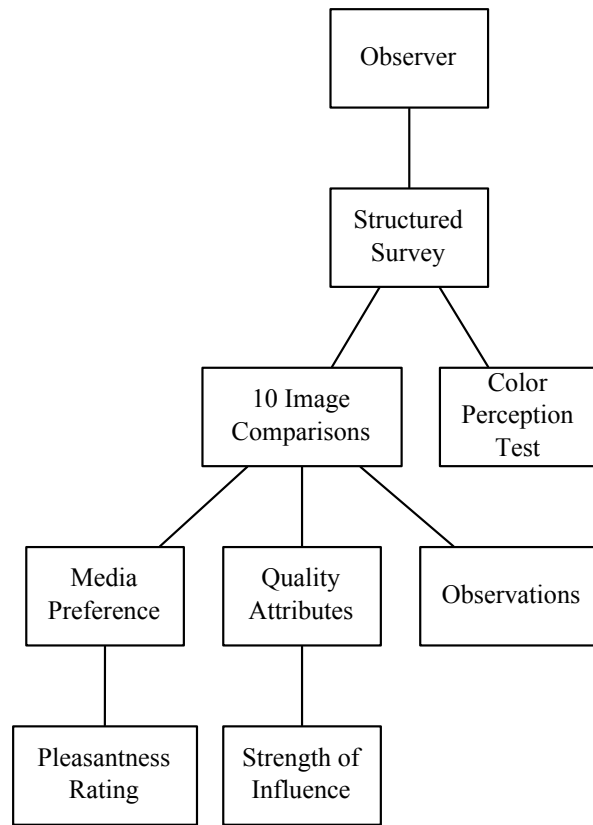 Observer
Structured
Survey
10 Image
Comparisons
Color
Perception
Test
Media
Preference
Quality
Attributes
Observations
Pleasantness
Rating
Strength of
Influence